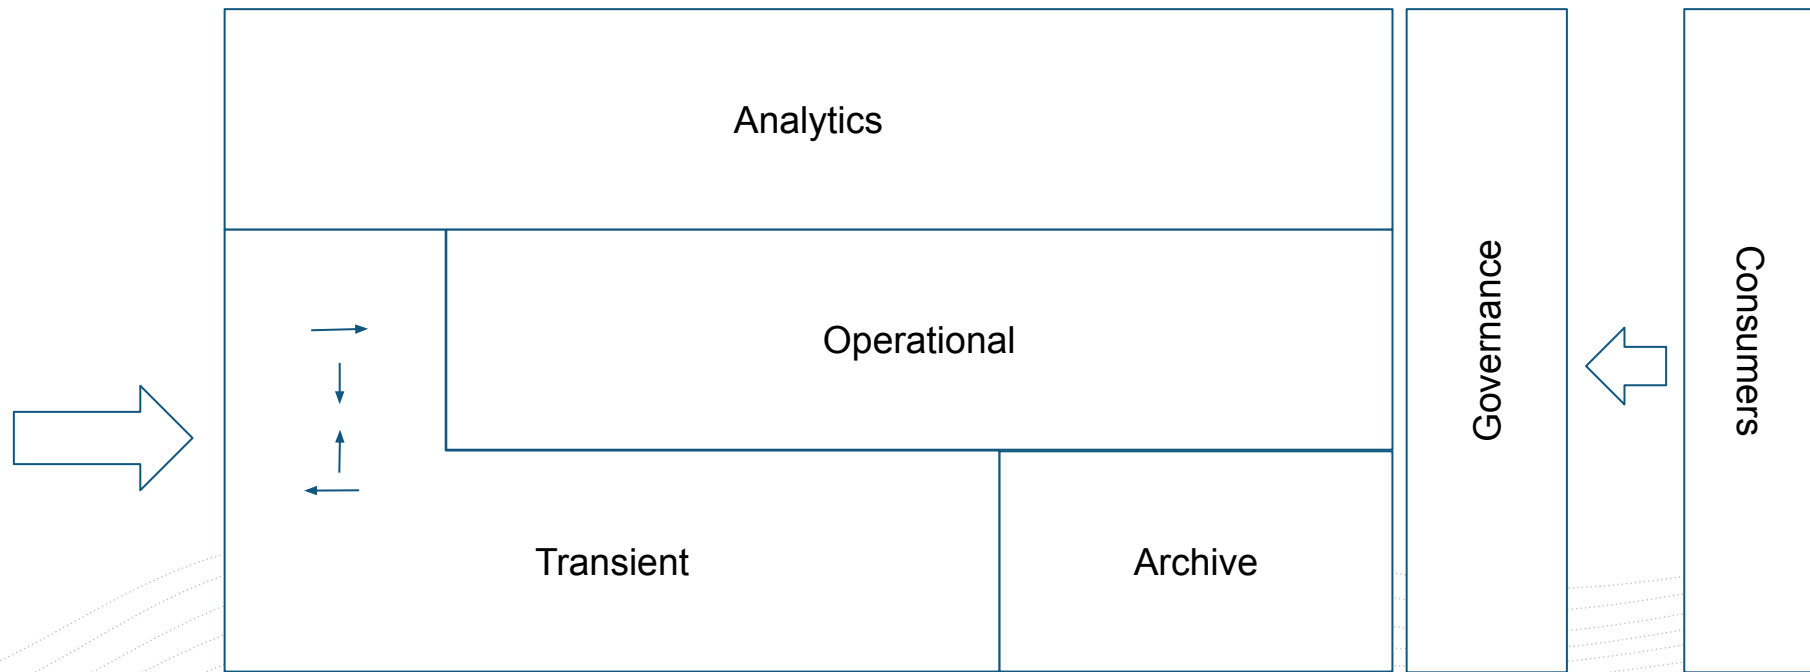 Analytics
Operational
Transient
Archive
Governance
Consumers